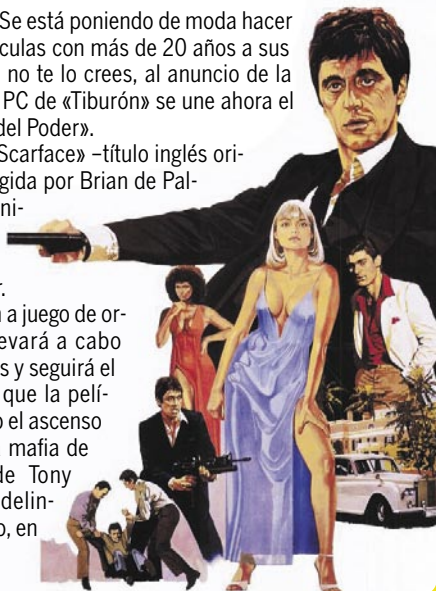 Se está poniendo de moda hacer
culas con más de 20 años a sus
no te lo crees, al anuncio de la
PC de «Tiburón» se une ahora el
del Poder».
Scarface» –título inglés ori-
gida por Brian de Pal-
ni-
r.
a juego de or-
evará a cabo
s y seguirá el
que la pelí-
o el ascenso
mafia de
de Tony
delin-
o, en